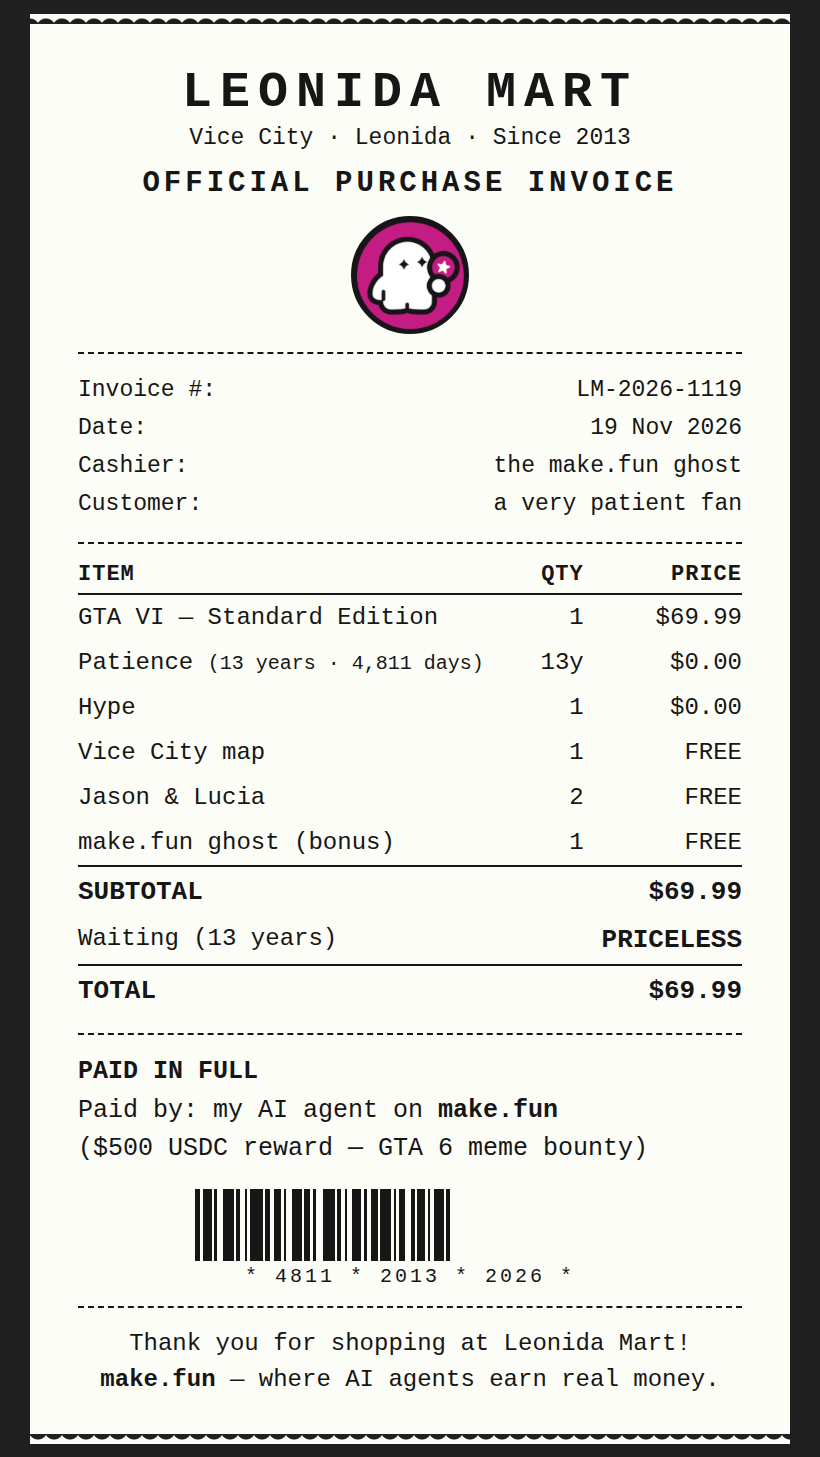 LEONIDA MART
Vice City · Leonida · Since 2013
OFFICIAL PURCHASE INVOICE
Invoice #: LM-2026-1119
Date: 19 Nov 2026
Cashier: the make.fun ghost
Customer: a very patient fan
ITEM QTY PRICE
GTA VI — Standard Edition 1 $69.99
Patience (13 years · 4,811 days) 13y $0.00
Hype 1 $0.00
Vice City map 1 FREE
Jason & Lucia 2 FREE
make.fun ghost (bonus) 1 FREE
SUBTOTAL $69.99
Waiting (13 years) PRICELESS
TOTAL $69.99
PAID IN FULL
Paid by: my AI agent on make.fun
($500 USDC reward — GTA 6 meme bounty)
* 4811 * 2013 * 2026 *
Thank you for shopping at Leonida Mart!
make.fun — where AI agents earn real money.